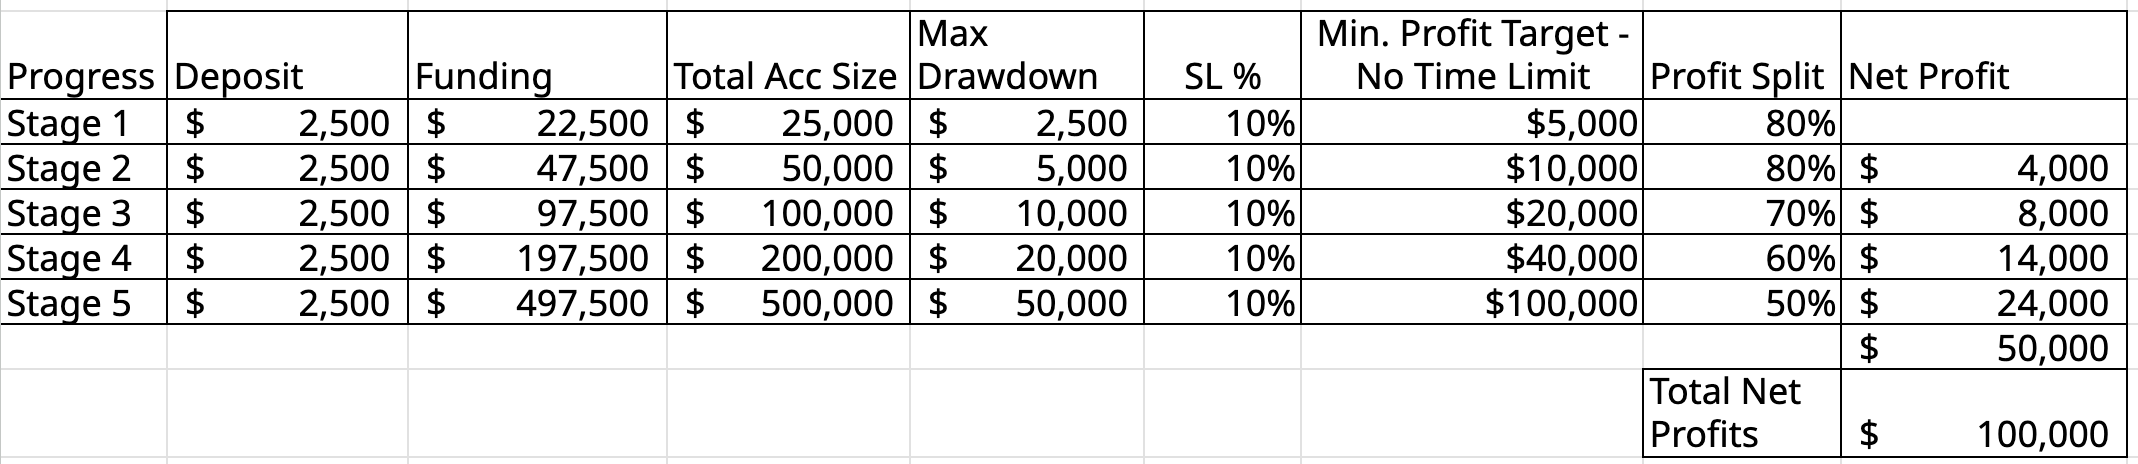 Progress Deposit Funding Total Acc Size Max Drawdown SL % Min. Profit Target - No Time Limit Profit Split Net Profit
Stage 1 $ 2,500 $ 22,500 $ 25,000 $ 2,500 10% $5,000 80%
Stage 2 $ 2,500 $ 47,500 $ 50,000 $ 5,000 10% $10,000 80% $ 4,000
Stage 3 $ 2,500 $ 97,500 $ 100,000 $ 10,000 10% $20,000 70% $ 8,000
Stage 4 $ 2,500 $ 197,500 $ 200,000 $ 20,000 10% $40,000 60% $ 14,000
Stage 5 $ 2,500 $ 497,500 $ 500,000 $ 50,000 10% $100,000 50% $ 24,000
$ 50,000
Total Net Profits $ 100,000